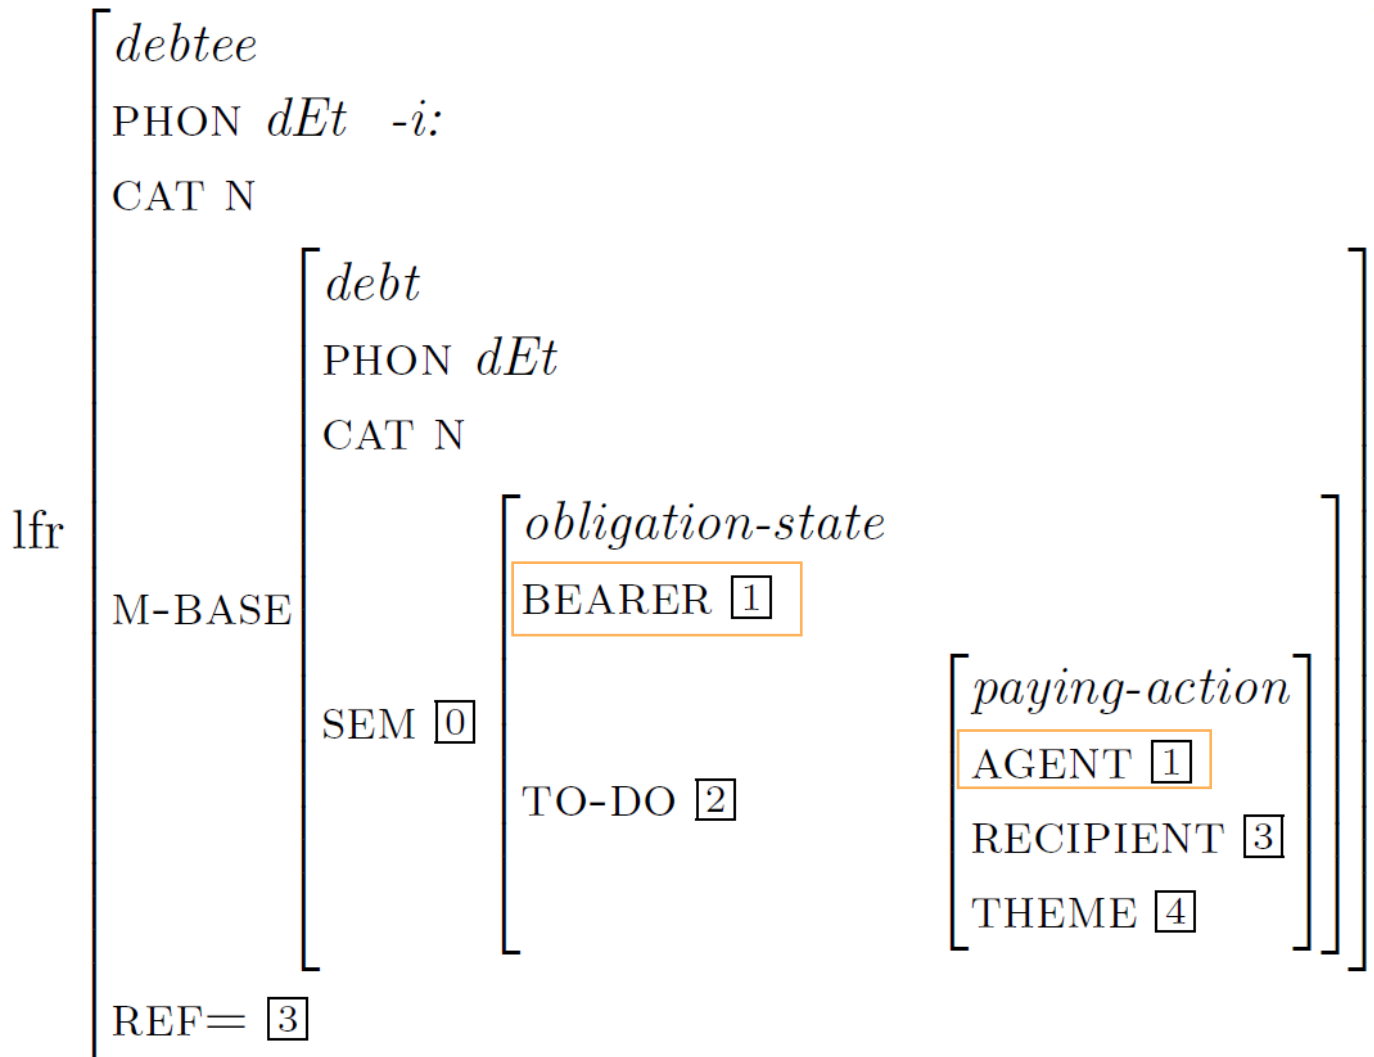 debtee
PHON dEt -i:
CAT N
debt
PHON dEt
CAT N
lfr
obligation-state
M-BASE
BEARER 1
paying-action
SEM 0
AGENT 1
TO-DO 2
RECIPIENT 3
THEME 4
REF= 3